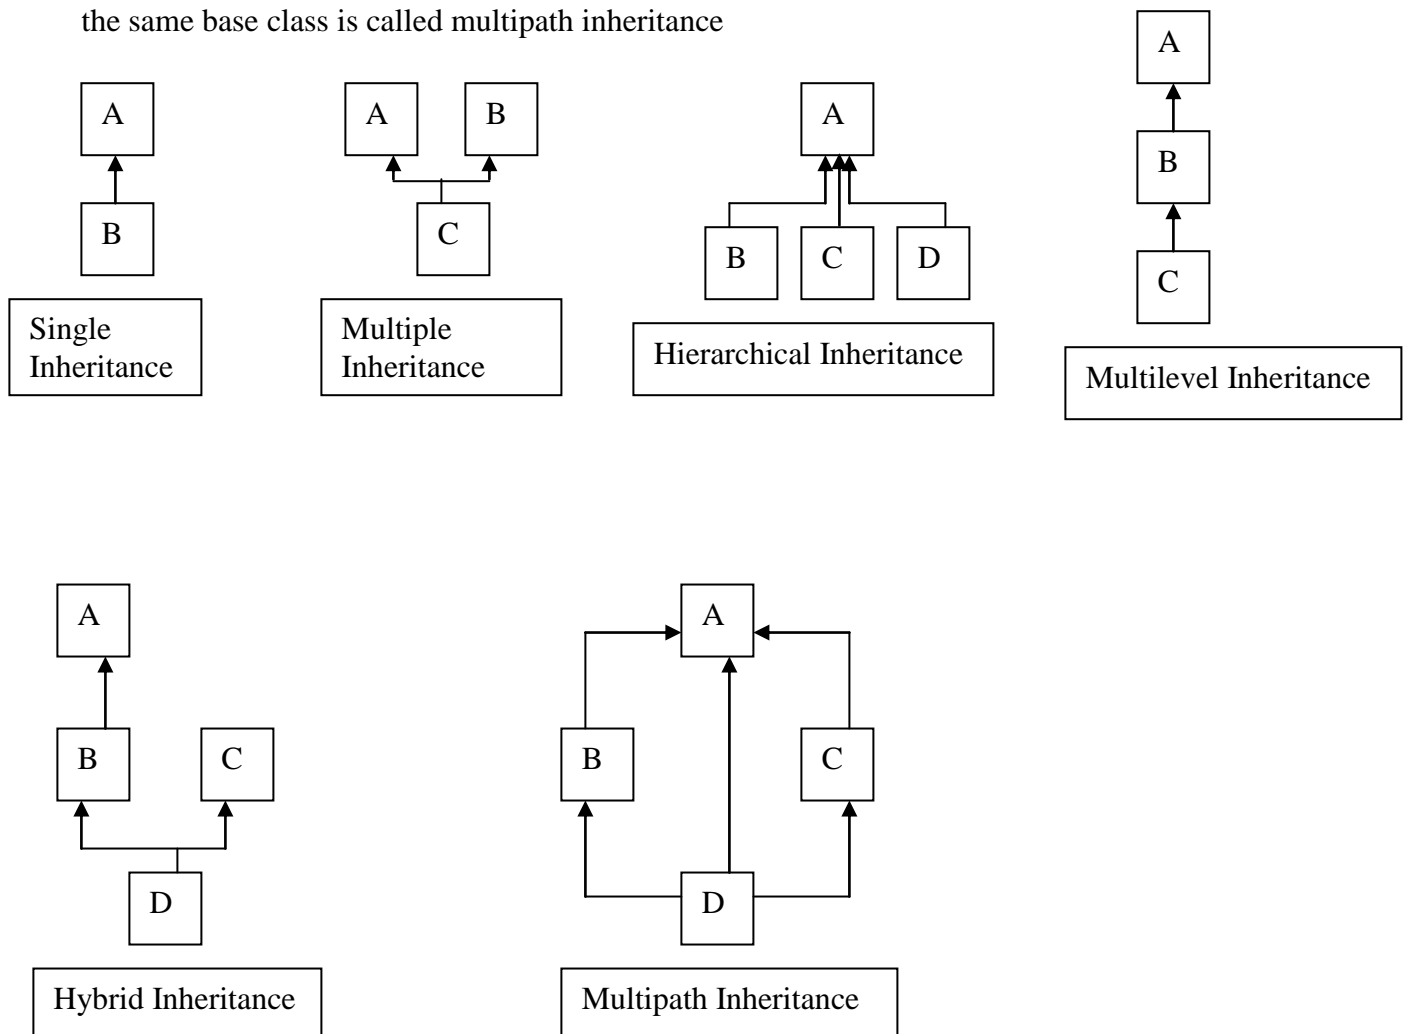 the same base class is called multipath inheritance
A
B
Single
Inheritance
A B
C
Multiple
Inheritance
A
B C D
Hierarchical Inheritance
A
B
C
Multilevel Inheritance
A
B C
D
Hybrid Inheritance
A
B C
D
Multipath Inheritance